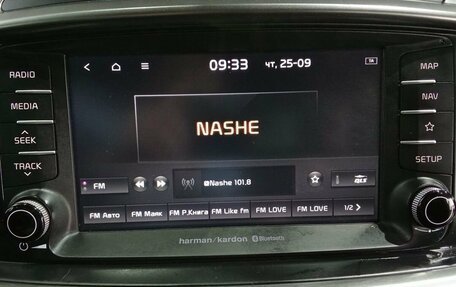 09:33 чт, 25-09
RADIO
MEDIA
SEEK
TRACK
MAP
NAV
SETUP
NASHE
FM
@Nashe 101.8
FM Авто FM Маяк FM Р.Книга FM Like fm FM LOVE FM LOVE 1/2
harman/kardon Bluetooth